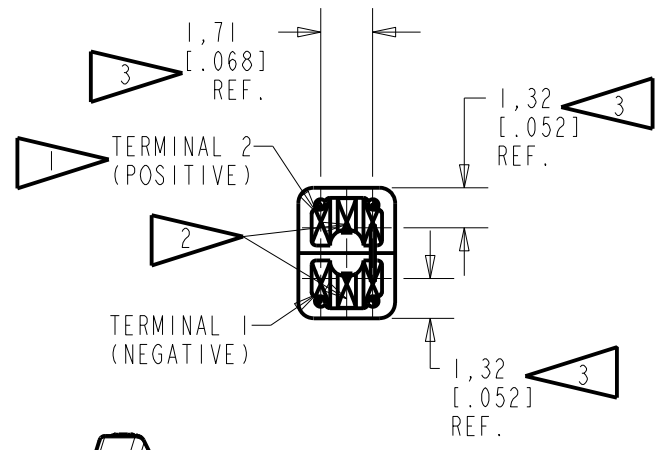 1,71
[.068]
REF.
3
1,32
[.052]
REF.
3
1
TERMINAL 2
(POSITIVE)
2
TERMINAL 1
(NEGATIVE)
1,32
[.052]
REF.
3